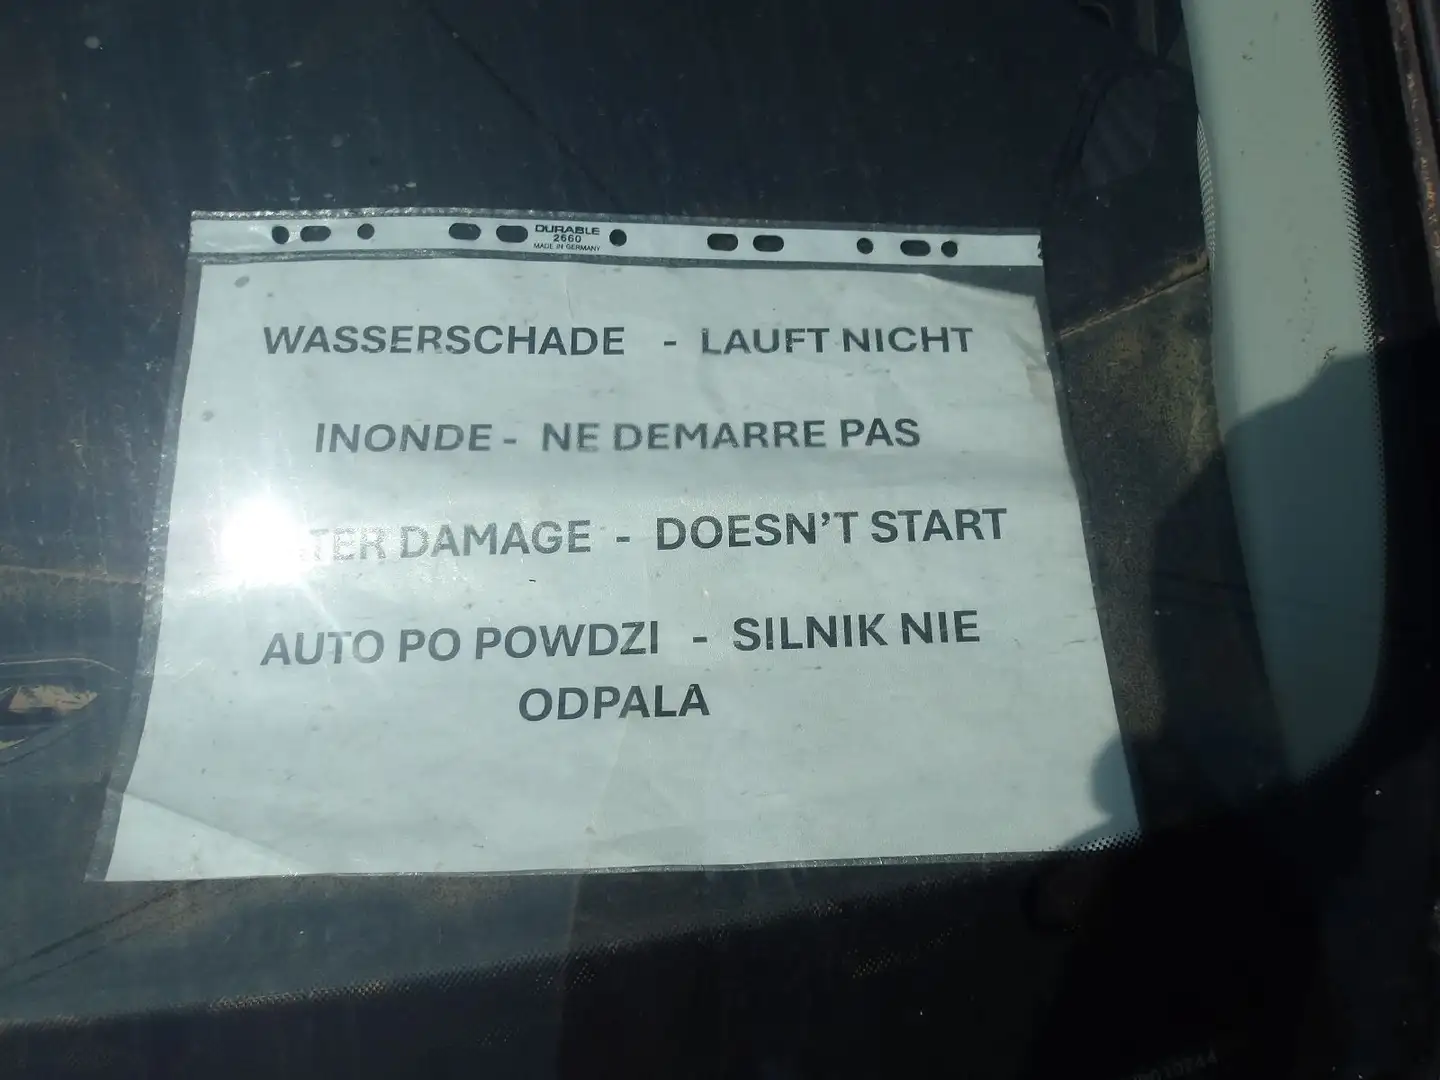 DURABLE
2660
MADE IN GERMANY
WASSERSCHADE - LAUFT NICHT
INONDE - NE DEMARRE PAS
DAMAGE - DOESN'T START
AUTO PO POWDZI - SILNIK NIE
ODPALA